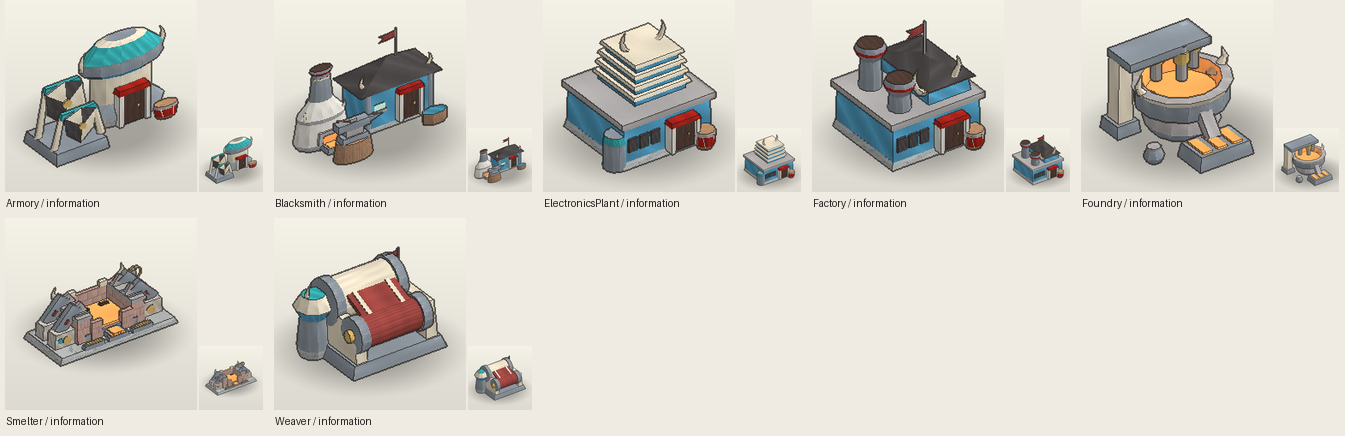 Armory / information
Blacksmith / information
ElectronicsPlant / information
Factory / information
Foundry / information
Smelter / information
Weaver / information